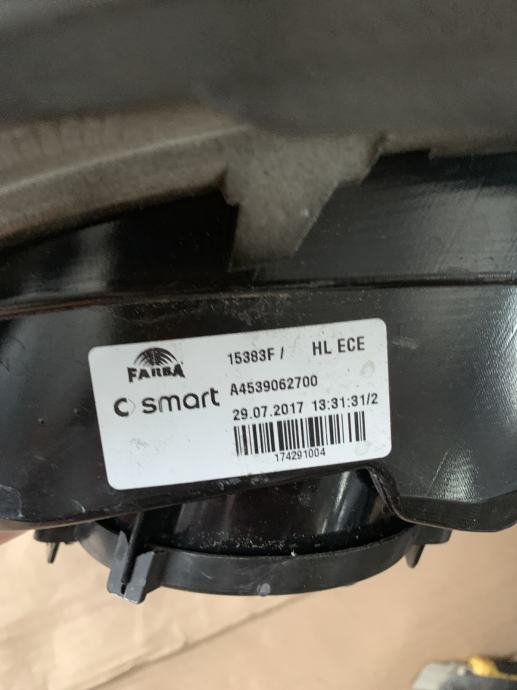 FARBA
15383F / HL ECE
smart
A4539062700
29.07.2017 13:31:31/2
174291004